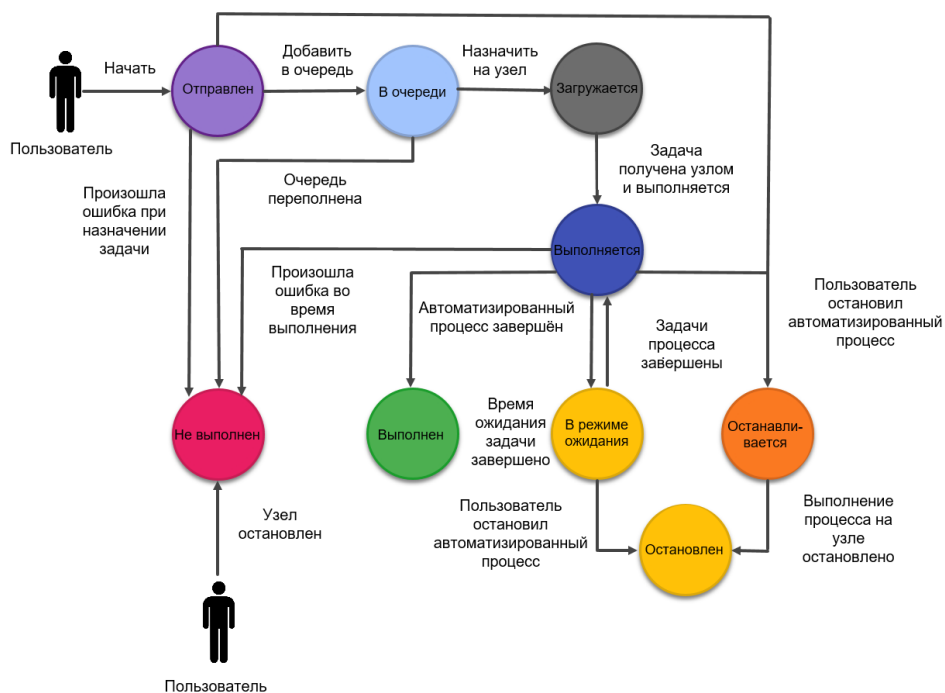 Начать
Отправлен
Добавить
в очередь
В очереди
Назначить
на узел
Загружается
Пользователь
Произошла
ошибка при
назначении
задачи
Очередь
переполнена
Задача
получена узлом
и выполняется
Выполняется
Произошла
ошибка во
время
выполнения
Автоматизированный
процесс завершён
Задачи
процесса
завершены
Пользователь
остановил
автоматизированный
процесс
Не выполнен
Выполнен
Время
ожидания
задачи
завершено
В режиме
ожидания
Останавли-
вается
Узел
остановлен
Пользователь
остановил
автоматизированный
процесс
Остановлен
Выполнение
процесса на
узле
остановлено
Пользователь